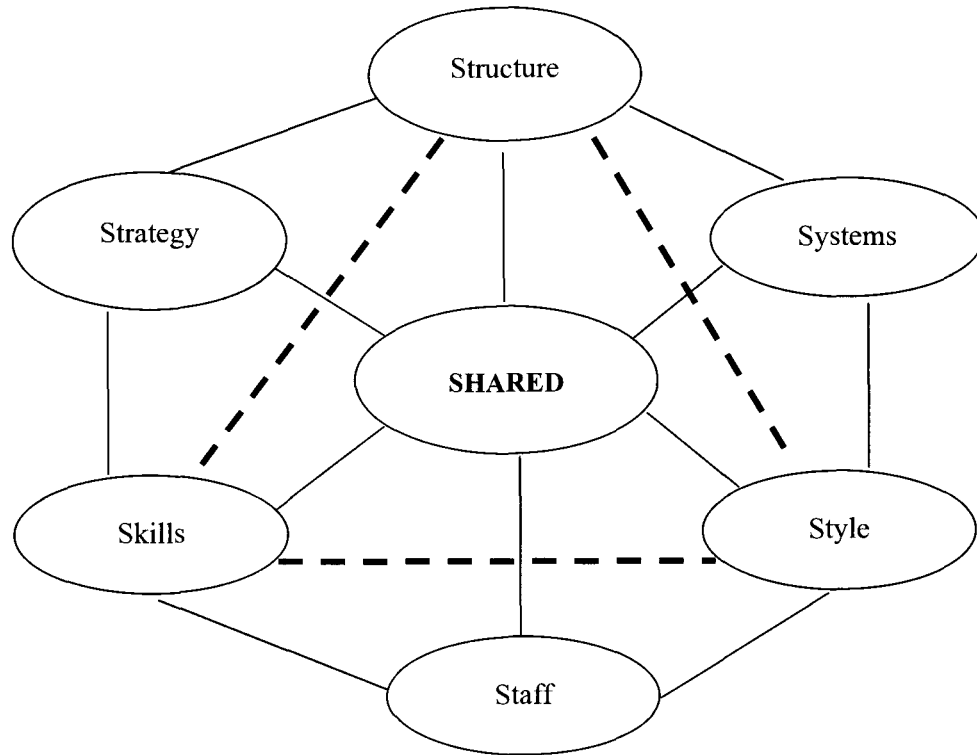 Structure
Strategy
Systems
SHARED
Skills
Style
Staff